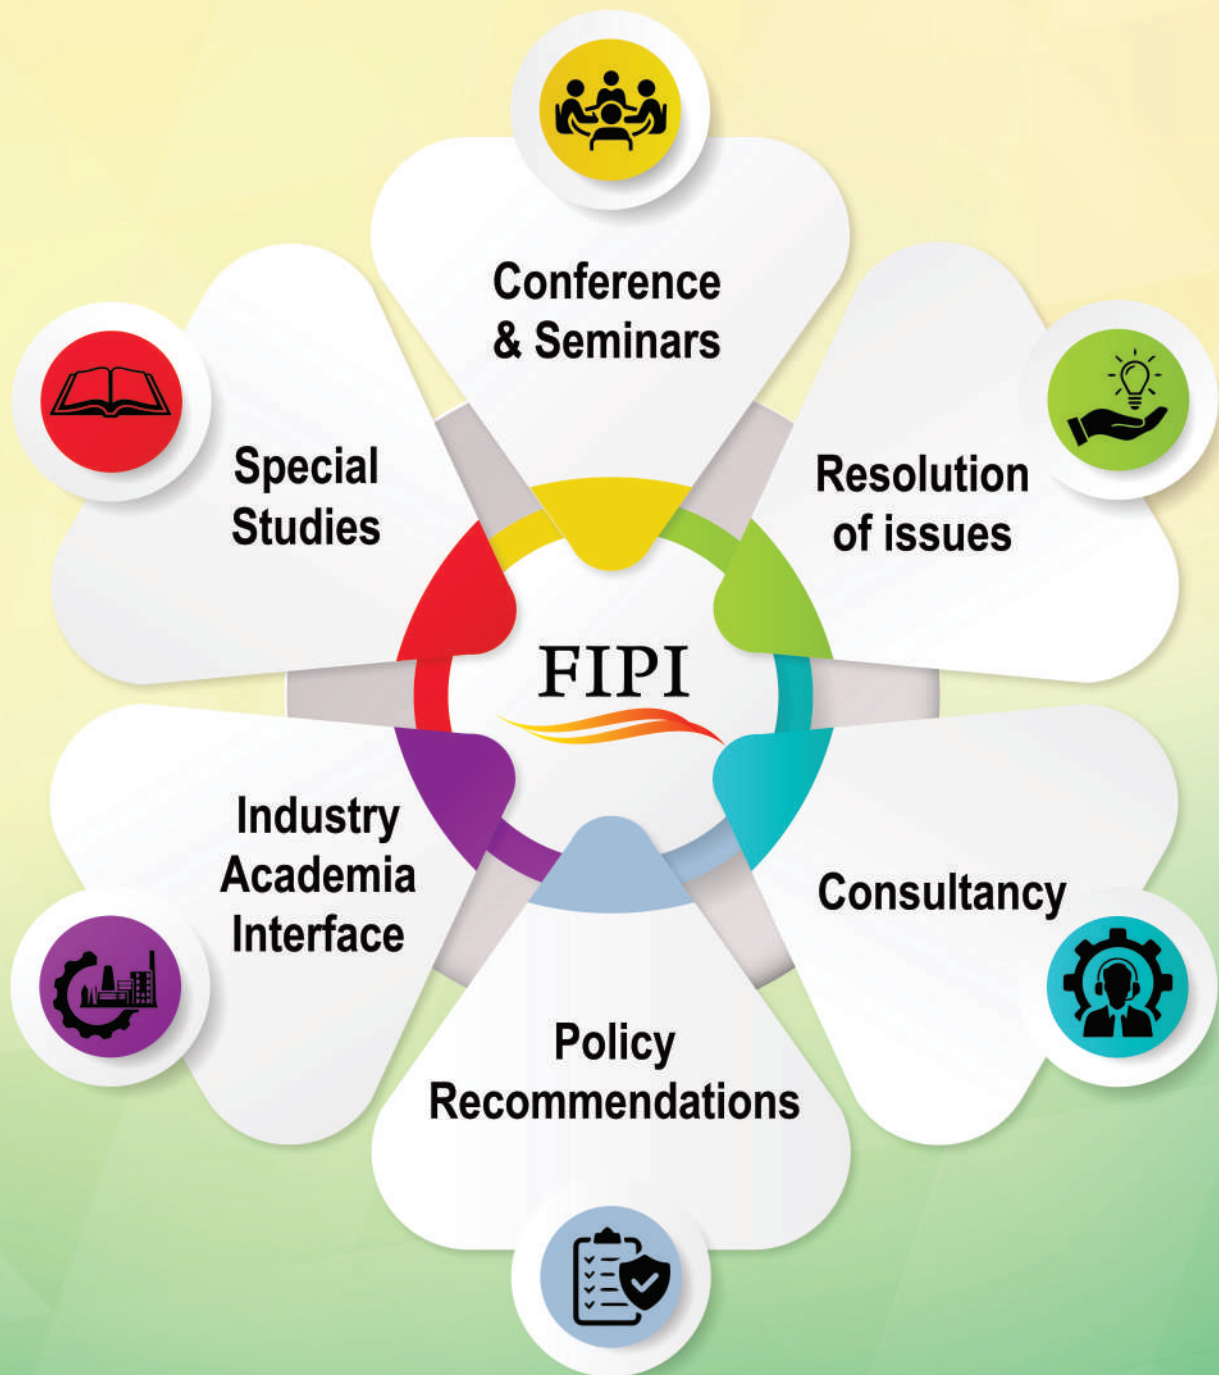 Conference
& Seminars
Resolution
of issues
Consultancy
Policy
Recommendations
Industry
Academia
Interface
Special
Studies
FIPI